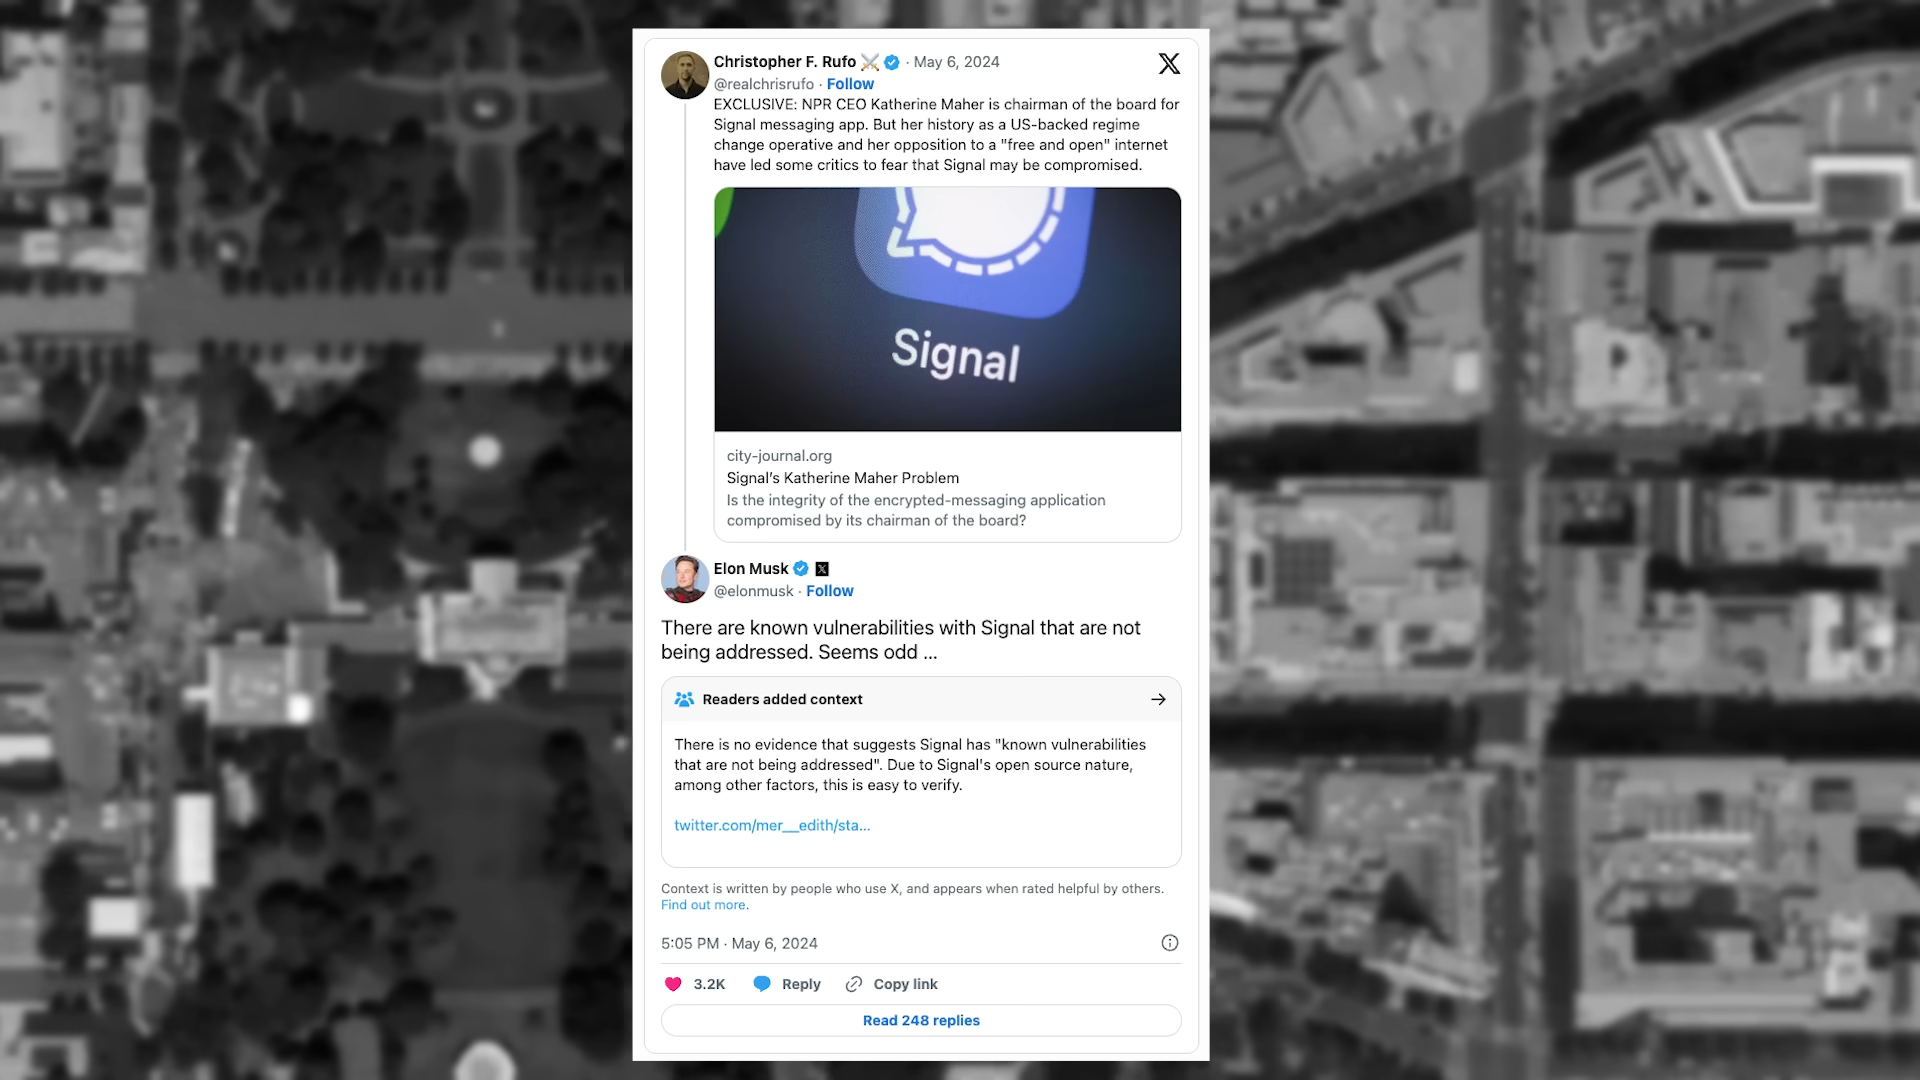 Christopher F. Rufo ⚔️ · May 6, 2024
@realchrisrufo · Follow
EXCLUSIVE: NPR CEO Katherine Maher is chairman of the board for
Signal messaging app. But her history as a US-backed regime
change operative and her opposition to a "free and open" internet
have led some critics to fear that Signal may be compromised.
Signal
city-journal.org
Signal's Katherine Maher Problem
Is the integrity of the encrypted-messaging application
compromised by its chairman of the board?
Elon Musk
@elonmusk · Follow
There are known vulnerabilities with Signal that are not
being addressed. Seems odd ...
Readers added context
There is no evidence that suggests Signal has "known vulnerabilities
that are not being addressed". Due to Signal's open source nature,
among other factors, this is easy to verify.
twitter.com/mer__edith/sta...
Context is written by people who use X, and appears when rated helpful by others.
Find out more.
5:05 PM · May 6, 2024
3.2K Reply Copy link
Read 248 replies